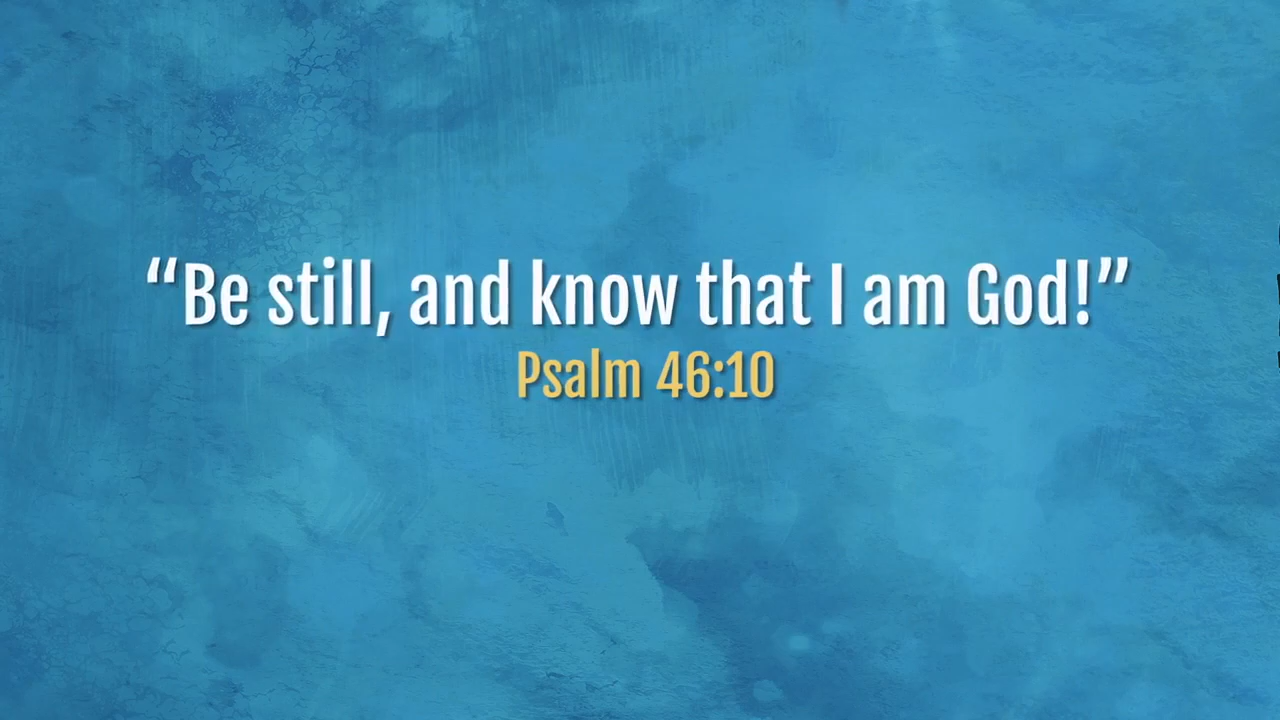 “Be still, and know that I am God!”
Psalm 46:10